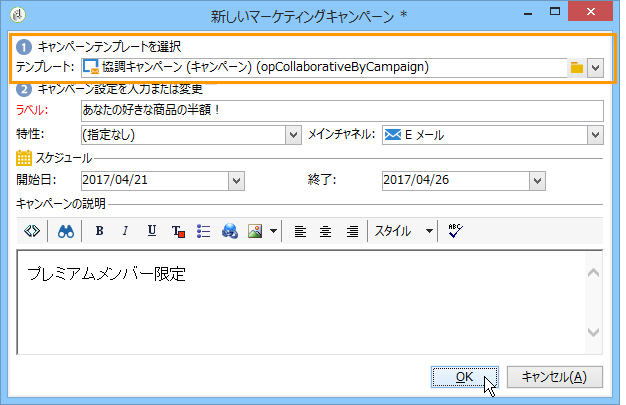 新しいマーケティングキャンペーン *
1 キャンペーンテンプレートを選択
テンプレート: 協調キャンペーン (キャンペーン) (opCollaborativeByCampaign)
2 キャンペーン設定を入力または変更
ラベル: あなたの好きな商品の半額！
特性: (指定なし) メインチャネル: E メール
スケジュール
開始日: 2017/04/21 終了: 2017/04/26
キャンペーンの説明
B I U T スタイル ABC
プレミアムメンバー限定
OK キャンセル(A)